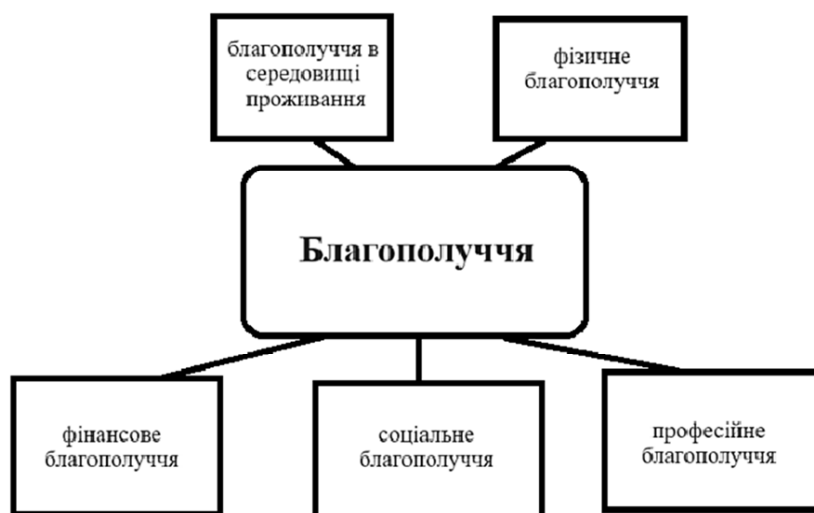 благополуччя в
середовищі
проживання
фізичне
благополуччя
Благополуччя
фінансове
благополуччя
соціальне
благополуччя
професійне
благополуччя